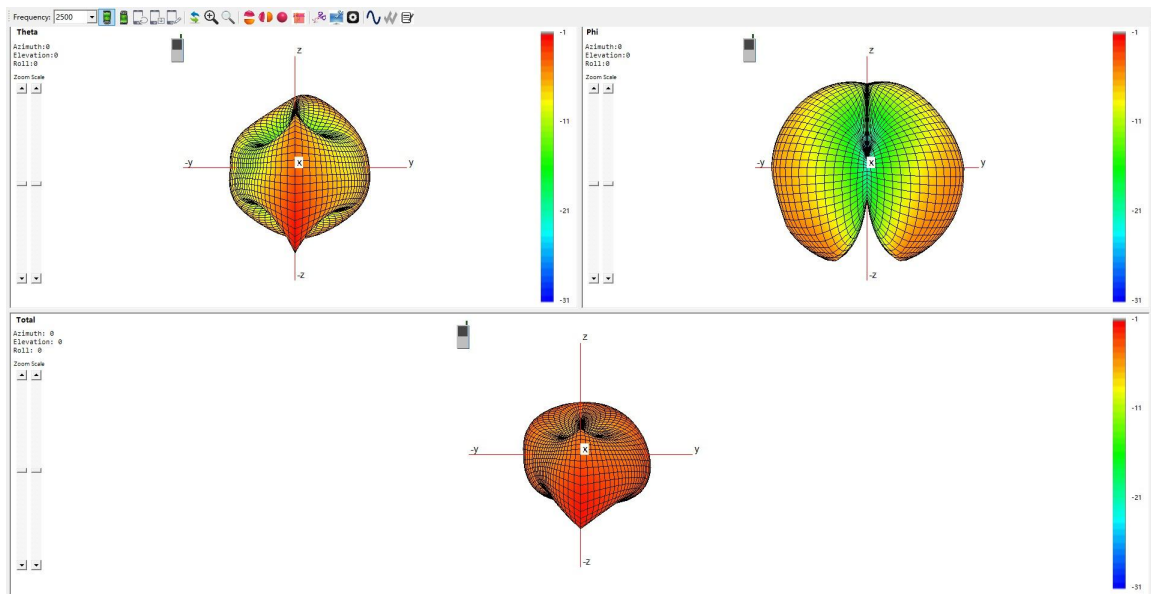 Frequency: 2500
Theta
Azimuth:0
Elevation:0
Roll:0
Zoom Scale
z
-y
x
y
-z
-1
-11
-21
-31
Phi
Azimuth:0
Elevation:0
Roll:0
Zoom Scale
z
-y
x
y
-z
-1
-11
-21
-31
Total
Azimuth: 0
Elevation: 0
Roll: 0
Zoom Scale
z
-y
x
y
-z
-1
-11
-21
-31